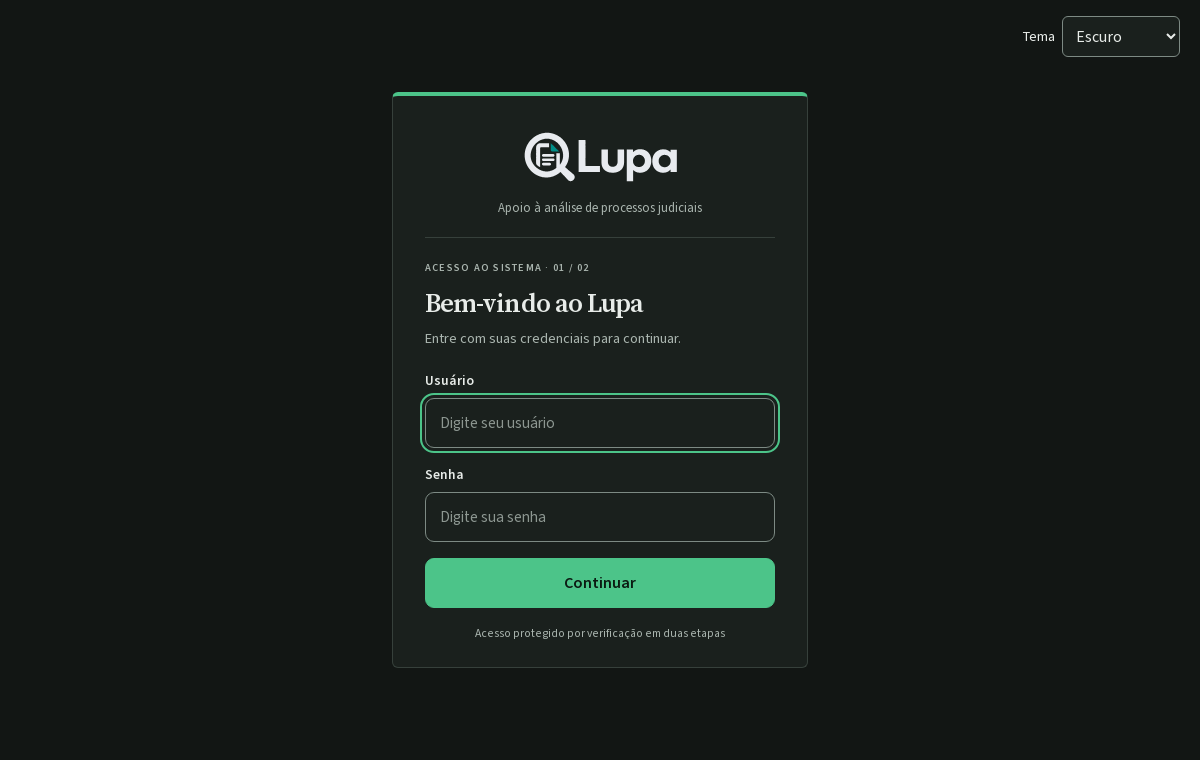 Tema
Escuro
Lupa
Apoio à análise de processos judiciais
ACESSO AO SISTEMA · 01 / 02
Bem-vindo ao Lupa
Entre com suas credenciais para continuar.
Usuário
Digite seu usuário
Senha
Digite sua senha
Continuar
Acesso protegido por verificação em duas etapas